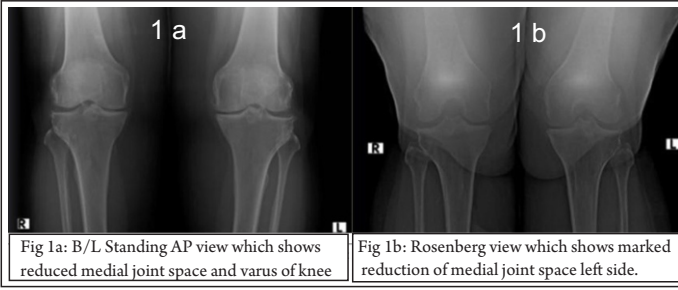 1 a
1 b
R
L
R
L
Fig 1a: B/L Standing AP view which shows
reduced medial joint space and varus of knee
Fig 1b: Rosenberg view which shows marked
reduction of medial joint space left side.